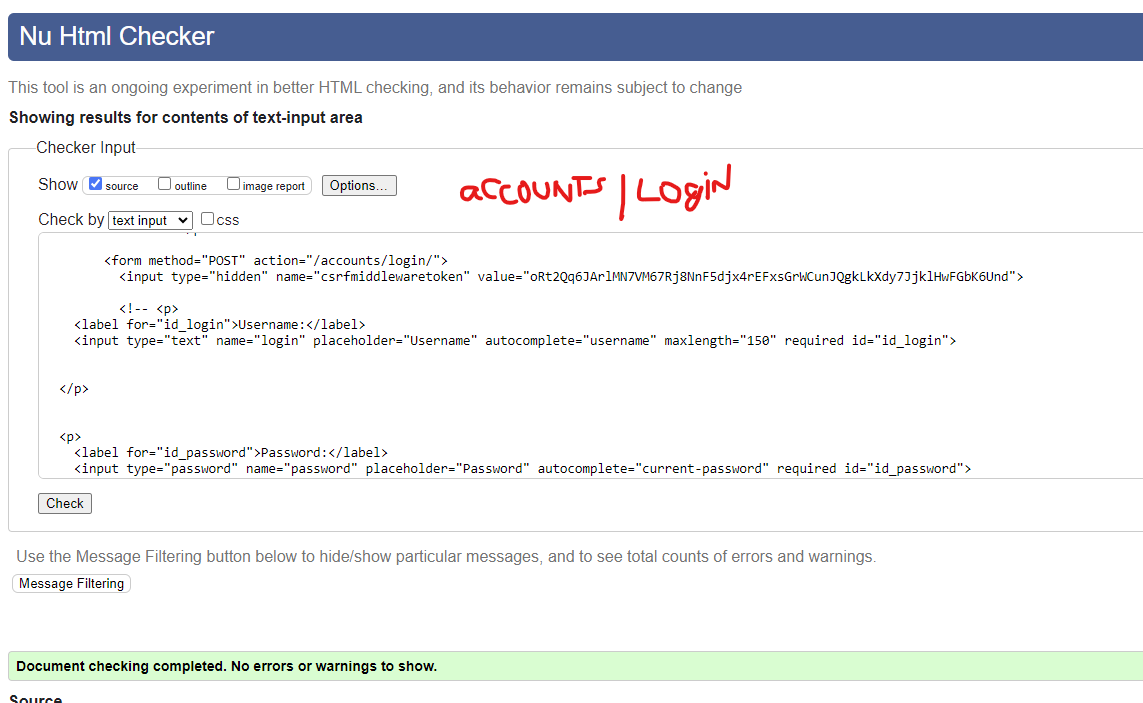 Nu Html Checker
This tool is an ongoing experiment in better HTML checking, and its behavior remains subject to change
Showing results for contents of text-input area
Checker Input
Show source outline image report Options...
ACCOUNTS | LOGIN
Check by text input css
<form method="POST" action="/accounts/login/">
<input type="hidden" name="csrfmiddlewaretoken" value="oRt2Qq6JArlMN7VM67Rj8NnF5djx4rEFxsGrWCunJQgkLkXdy7JjklHwFGbK6Und">
<!-- <p>
<label for="id_login">Username:</label>
<input type="text" name="login" placeholder="Username" autocomplete="username" maxlength="150" required id="id_login">
</p>
<p>
<label for="id_password">Password:</label>
<input type="password" name="password" placeholder="Password" autocomplete="current-password" required id="id_password">
Check
Use the Message Filtering button below to hide/show particular messages, and to see total counts of errors and warnings.
Message Filtering
Document checking completed. No errors or warnings to show.
Source